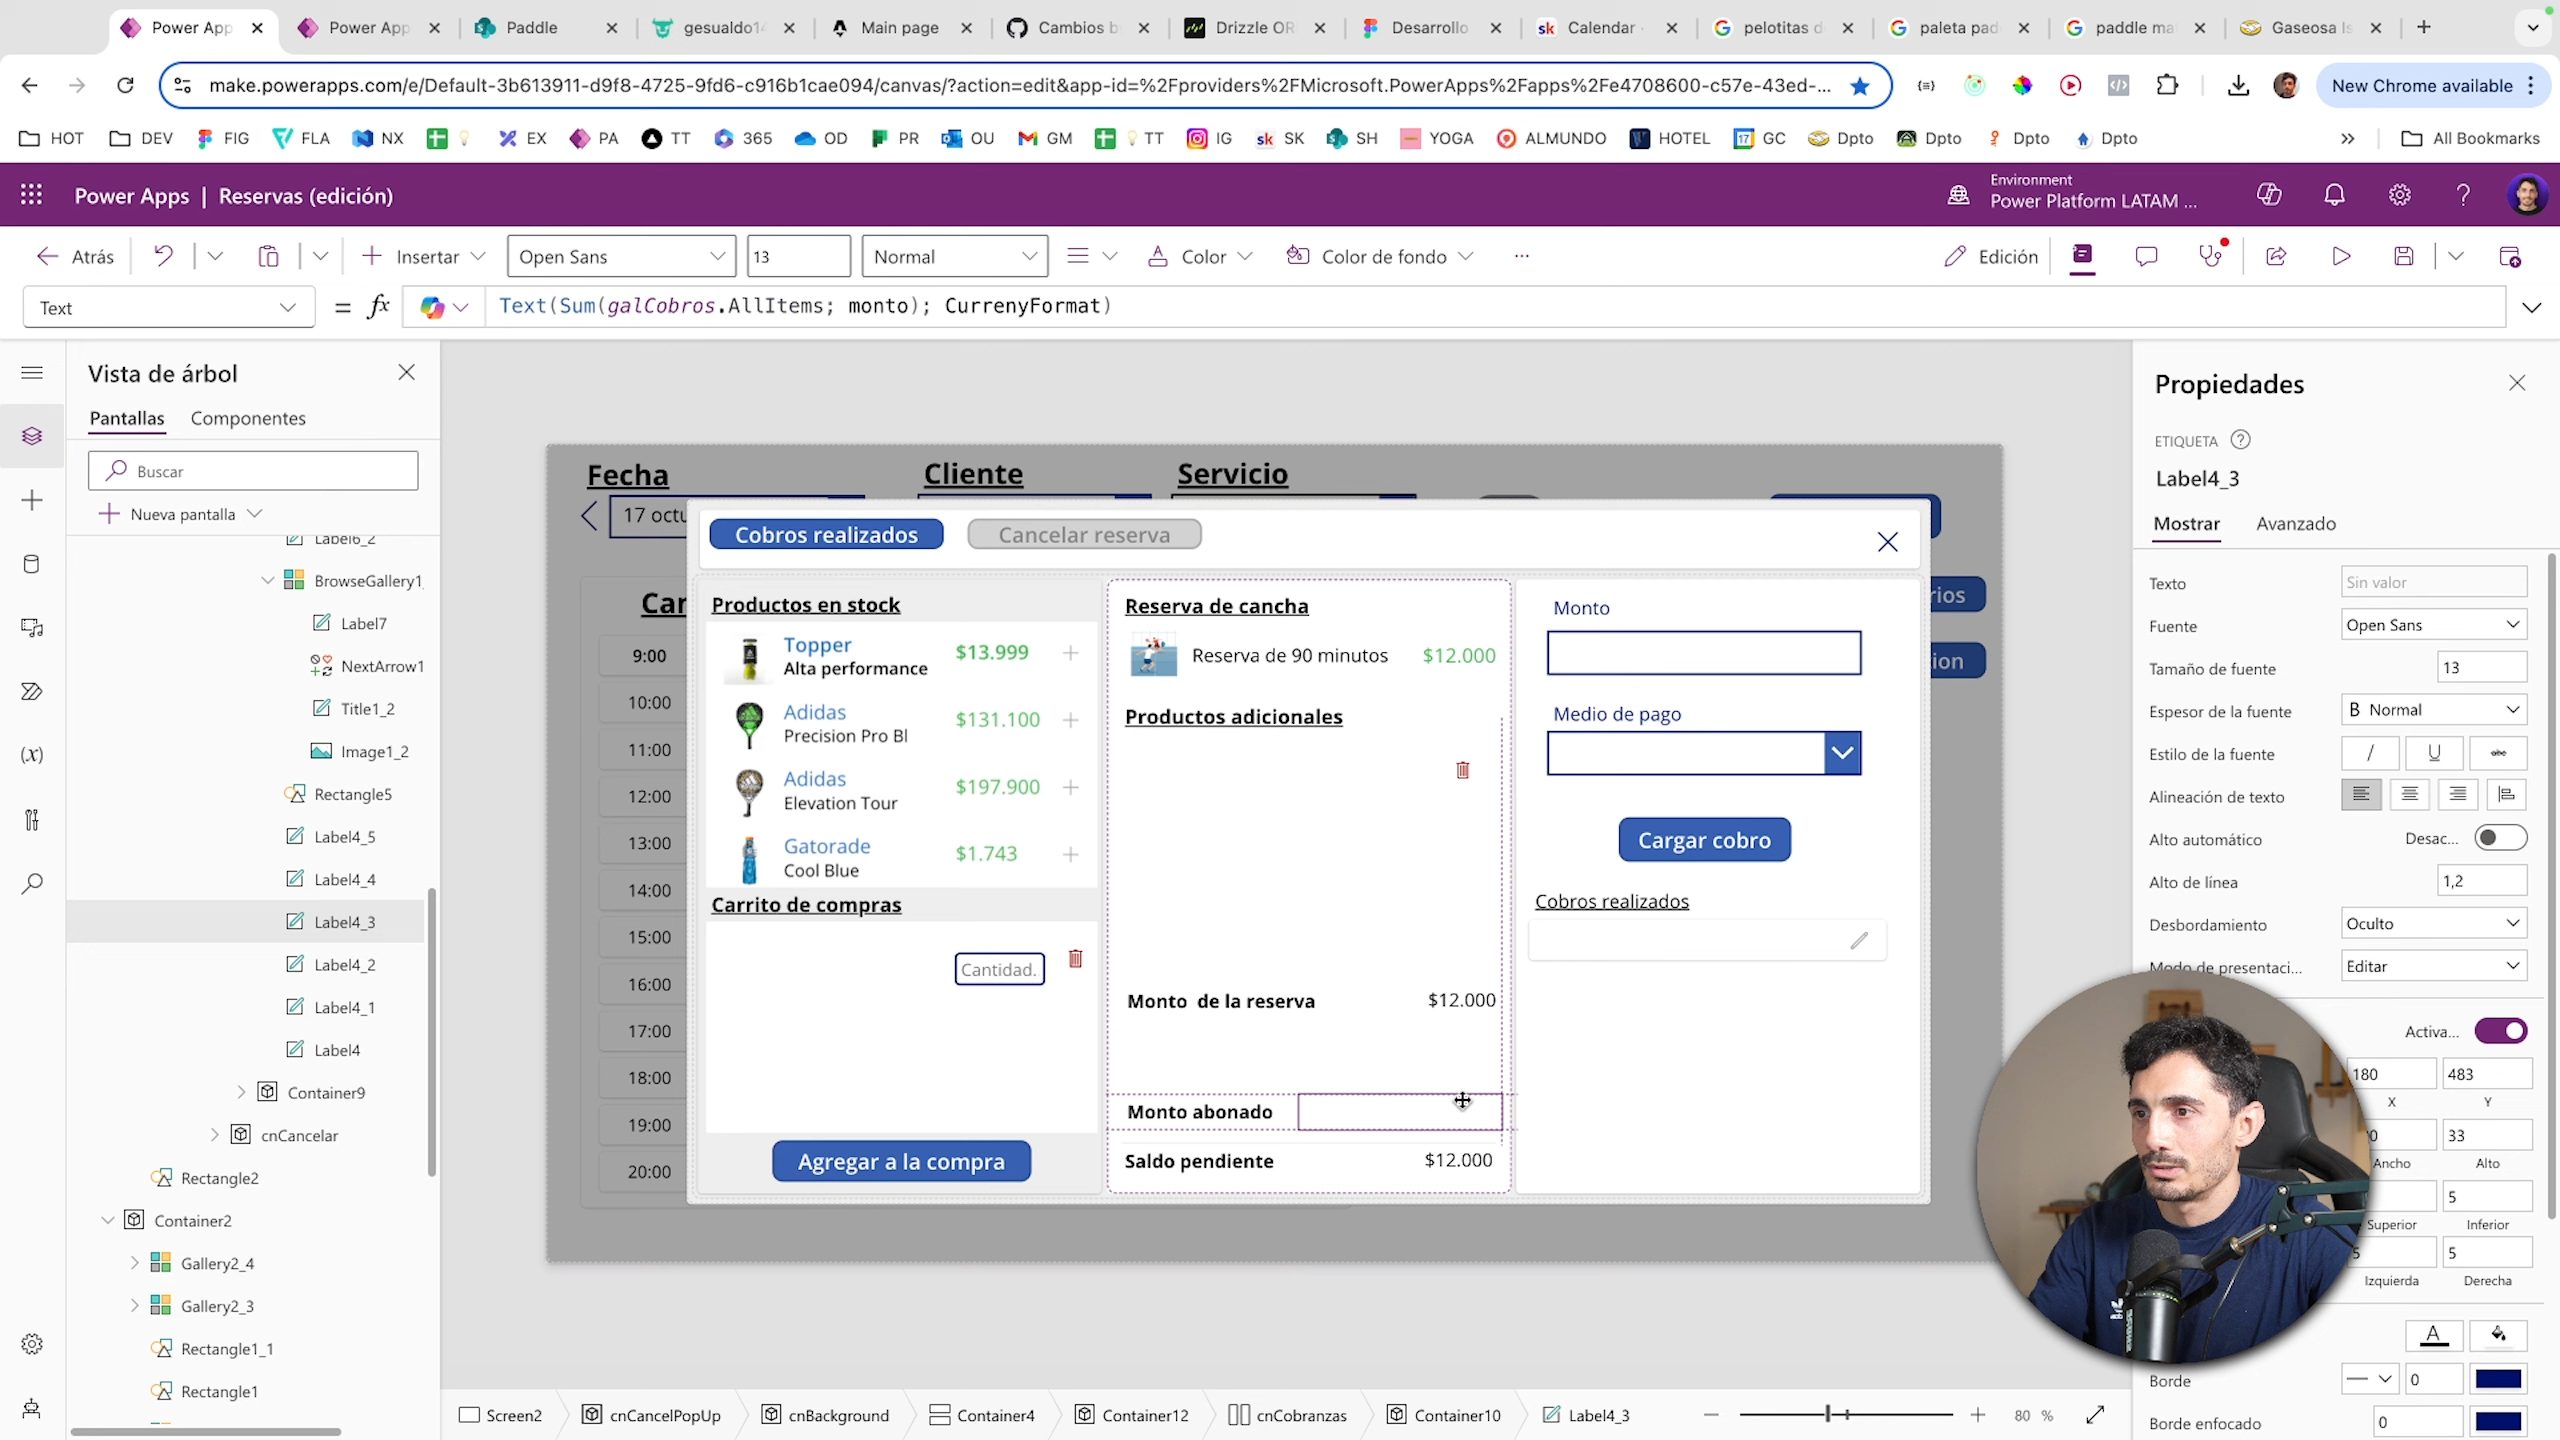 Power App
Power App
Paddle
gesualdo1
Main page
Cambios b
Drizzle OR
Desarrollo
Calendar
pelotitas d
paleta pad
paddle ma
Gaseosa Is
make.powerapps.com/e/Default-3b613911-d9f8-4725-9fd6-c916b1cae094/canvas/?action=edit&app-id=%2Fproviders%2FMicrosoft.PowerApps%2Fapps%2Fe4708600-c57e-43ed-...
New Chrome available
HOT
DEV
FIG
FLA
NX
EX
PA
TT
365
OD
PR
OU
GM
TT
IG
SK
SH
YOGA
ALMUNDO
HOTEL
GC
Dpto
Dpto
Dpto
Dpto
All Bookmarks
Power Apps | Reservas (edición)
Environment
Power Platform LATAM ...
Atrás
Insertar
Open Sans
13
Normal
Color
Color de fondo
Edición
Text
= fx
Text(Sum(galCobros.AllItems; monto); CurrenyFormat)
Vista de árbol
Pantallas
Componentes
Buscar
Nueva pantalla
Label6_2
BrowseGallery1_
Label7
NextArrow1
Title1_2
Image1_2
Rectangle5
Label4_5
Label4_4
Label4_3
Label4_2
Label4_1
Label4
Container9
cnCancelar
Rectangle2
Container2
Gallery2_4
Gallery2_3
Rectangle1_1
Rectangle1
Fecha
Cliente
Servicio
17 octu
Car
9:00
10:00
11:00
12:00
13:00
14:00
15:00
16:00
17:00
18:00
19:00
20:00
rios
ion
Cobros realizados
Cancelar reserva
Productos en stock
Topper
Alta performance
$13.999
Adidas
Precision Pro Bl
$131.100
Adidas
Elevation Tour
$197.900
Gatorade
Cool Blue
$1.743
Carrito de compras
Cantidad.
Agregar a la compra
Reserva de cancha
Reserva de 90 minutos
$12.000
Productos adicionales
Monto de la reserva
$12.000
Monto abonado
Saldo pendiente
$12.000
Monto
Medio de pago
Cargar cobro
Cobros realizados
Propiedades
ETIQUETA
Label4_3
Mostrar
Avanzado
Texto
Sin valor
Fuente
Open Sans
Tamaño de fuente
13
Espesor de la fuente
B Normal
Estilo de la fuente
Alineación de texto
Alto automático
Desac...
Alto de línea
1,2
Desbordamiento
Oculto
Modo de presentaci...
Editar
Activa...
180
483
X
Y
0
33
Ancho
Alto
5
Superior
Inferior
5
5
Izquierda
Derecha
Borde
0
Borde enfocado
0
Screen2
cnCancelPopUp
cnBackground
Container4
Container12
cnCobranzas
Container10
Label4_3
80 %